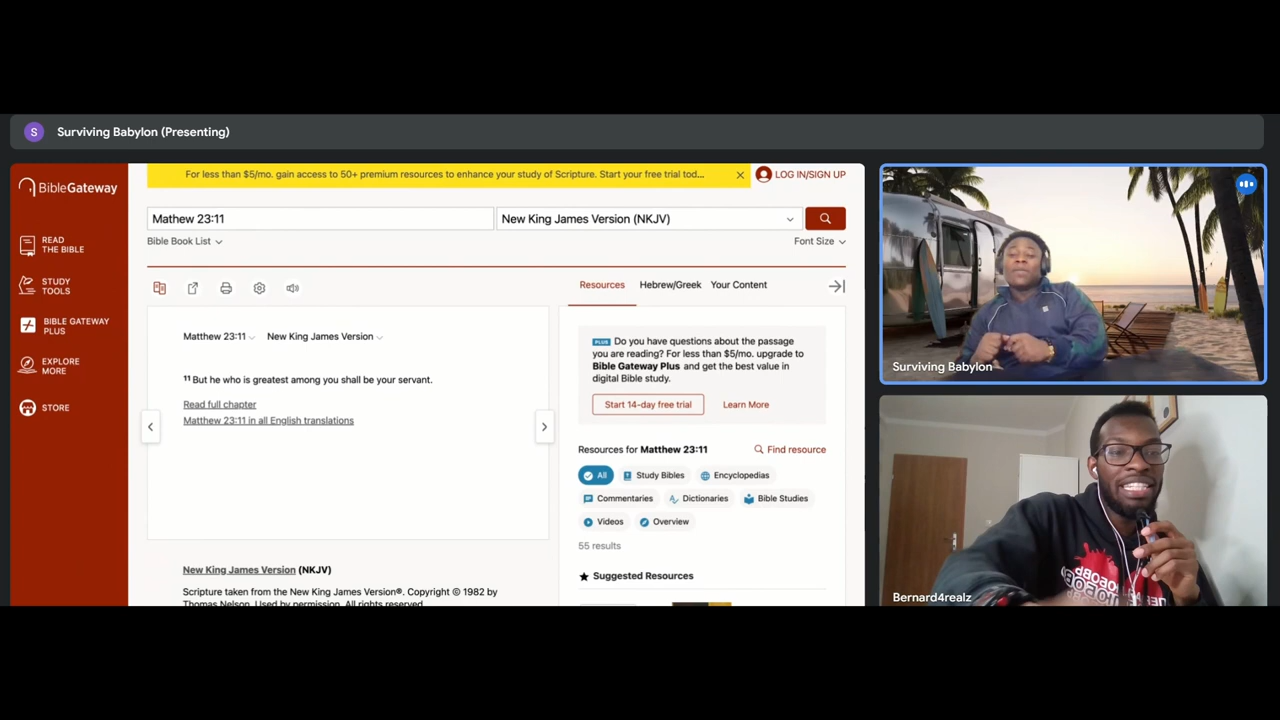 S Surviving Babylon (Presenting)
BibleGateway
READ
THE BIBLE
STUDY
TOOLS
BIBLE GATEWAY
PLUS
EXPLORE
MORE
STORE
For less than $5/mo. gain access to 50+ premium resources to enhance your study of Scripture. Start your free trial tod...
LOG IN/SIGN UP
Mathew 23:11
New King James Version (NKJV)
Bible Book List
Font Size
Matthew 23:11 New King James Version
11 But he who is greatest among you shall be your servant.
Read full chapter
Matthew 23:11 in all English translations
New King James Version (NKJV)
Scripture taken from the New King James Version®. Copyright © 1982 by
Thomas Nelson. Used by permission. All rights reserved
Resources Hebrew/Greek Your Content
PLUS Do you have questions about the passage
you are reading? For less than $5/mo. upgrade to
Bible Gateway Plus and get the best value in
digital Bible study.
Start 14-day free trial Learn More
Resources for Matthew 23:11 Find resource
All Study Bibles Encyclopedias
Commentaries Dictionaries Bible Studies
Videos Overview
55 results
Suggested Resources
Surviving Babylon
Bernard4realz